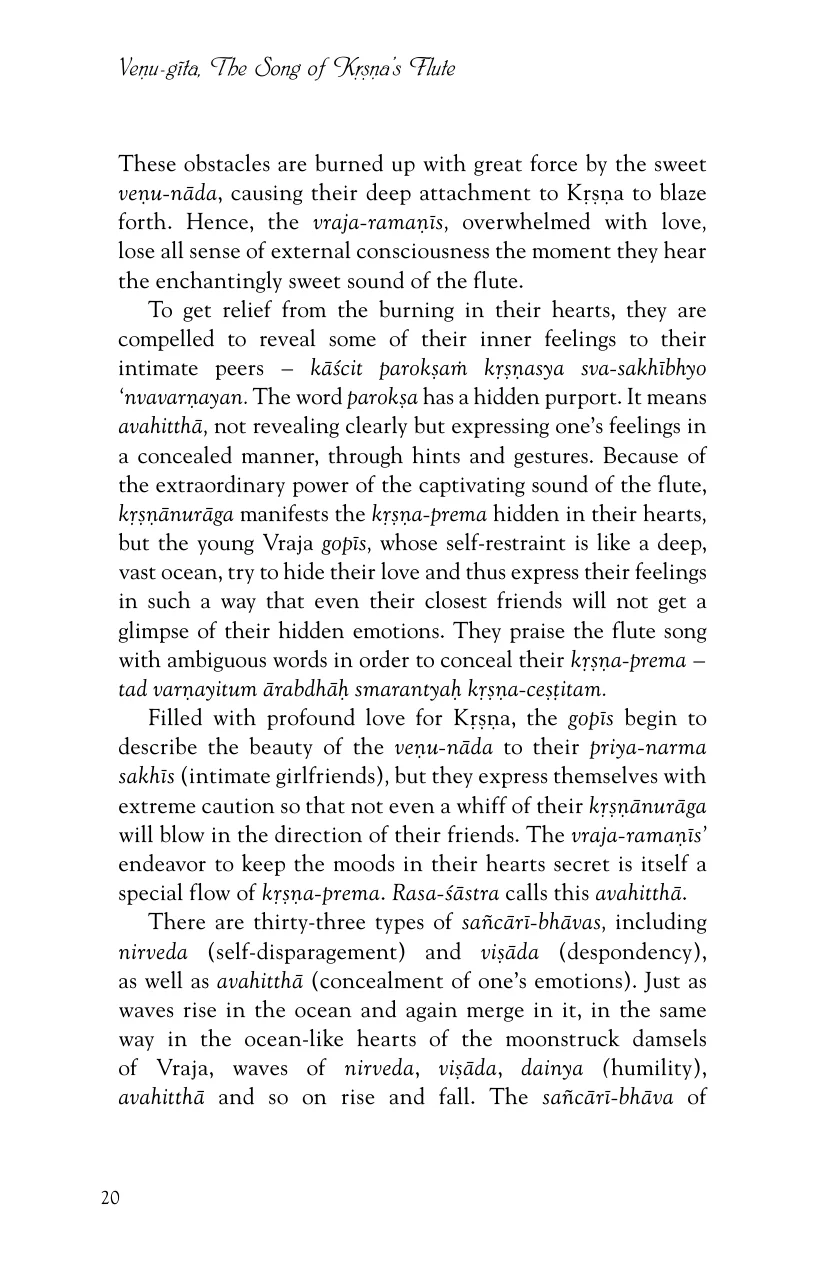 Veṇu-gīta, The Song of Kṛṣṇa's Flute
These obstacles are burned up with great force by the sweet
veṇu-nāda, causing their deep attachment to Kṛṣṇa to blaze
forth. Hence, the vraja-ramaṇīs, overwhelmed with love,
lose all sense of external consciousness the moment they hear
the enchantingly sweet sound of the flute.
To get relief from the burning in their hearts, they are
compelled to reveal some of their inner feelings to their
intimate peers – kāścit parokṣaṁ kṛṣṇasya sva-sakhībhyo
‘nvavarṇayan. The word parokṣa has a hidden purport. It means
avahitthā, not revealing clearly but expressing one’s feelings in
a concealed manner, through hints and gestures. Because of
the extraordinary power of the captivating sound of the flute,
kṛṣṇānurāga manifests the kṛṣṇa-prema hidden in their hearts,
but the young Vraja gopīs, whose self-restraint is like a deep,
vast ocean, try to hide their love and thus express their feelings
in such a way that even their closest friends will not get a
glimpse of their hidden emotions. They praise the flute song
with ambiguous words in order to conceal their kṛṣṇa-prema –
tad varṇayitum ārabdhāḥ smarantyaḥ kṛṣṇa-ceṣṭitam.
Filled with profound love for Kṛṣṇa, the gopīs begin to
describe the beauty of the veṇu-nāda to their priya-narma
sakhīs (intimate girlfriends), but they express themselves with
extreme caution so that not even a whiff of their kṛṣṇānurāga
will blow in the direction of their friends. The vraja-ramaṇīs’
endeavor to keep the moods in their hearts secret is itself a
special flow of kṛṣṇa-prema. Rasa-śāstra calls this avahitthā.
There are thirty-three types of sañcārī-bhāvas, including
nirveda (self-disparagement) and viṣāda (despondency),
as well as avahitthā (concealment of one’s emotions). Just as
waves rise in the ocean and again merge in it, in the same
way in the ocean-like hearts of the moonstruck damsels
of Vraja, waves of nirveda, viṣāda, dainya (humility),
avahitthā and so on rise and fall. The sañcārī-bhāva of
20